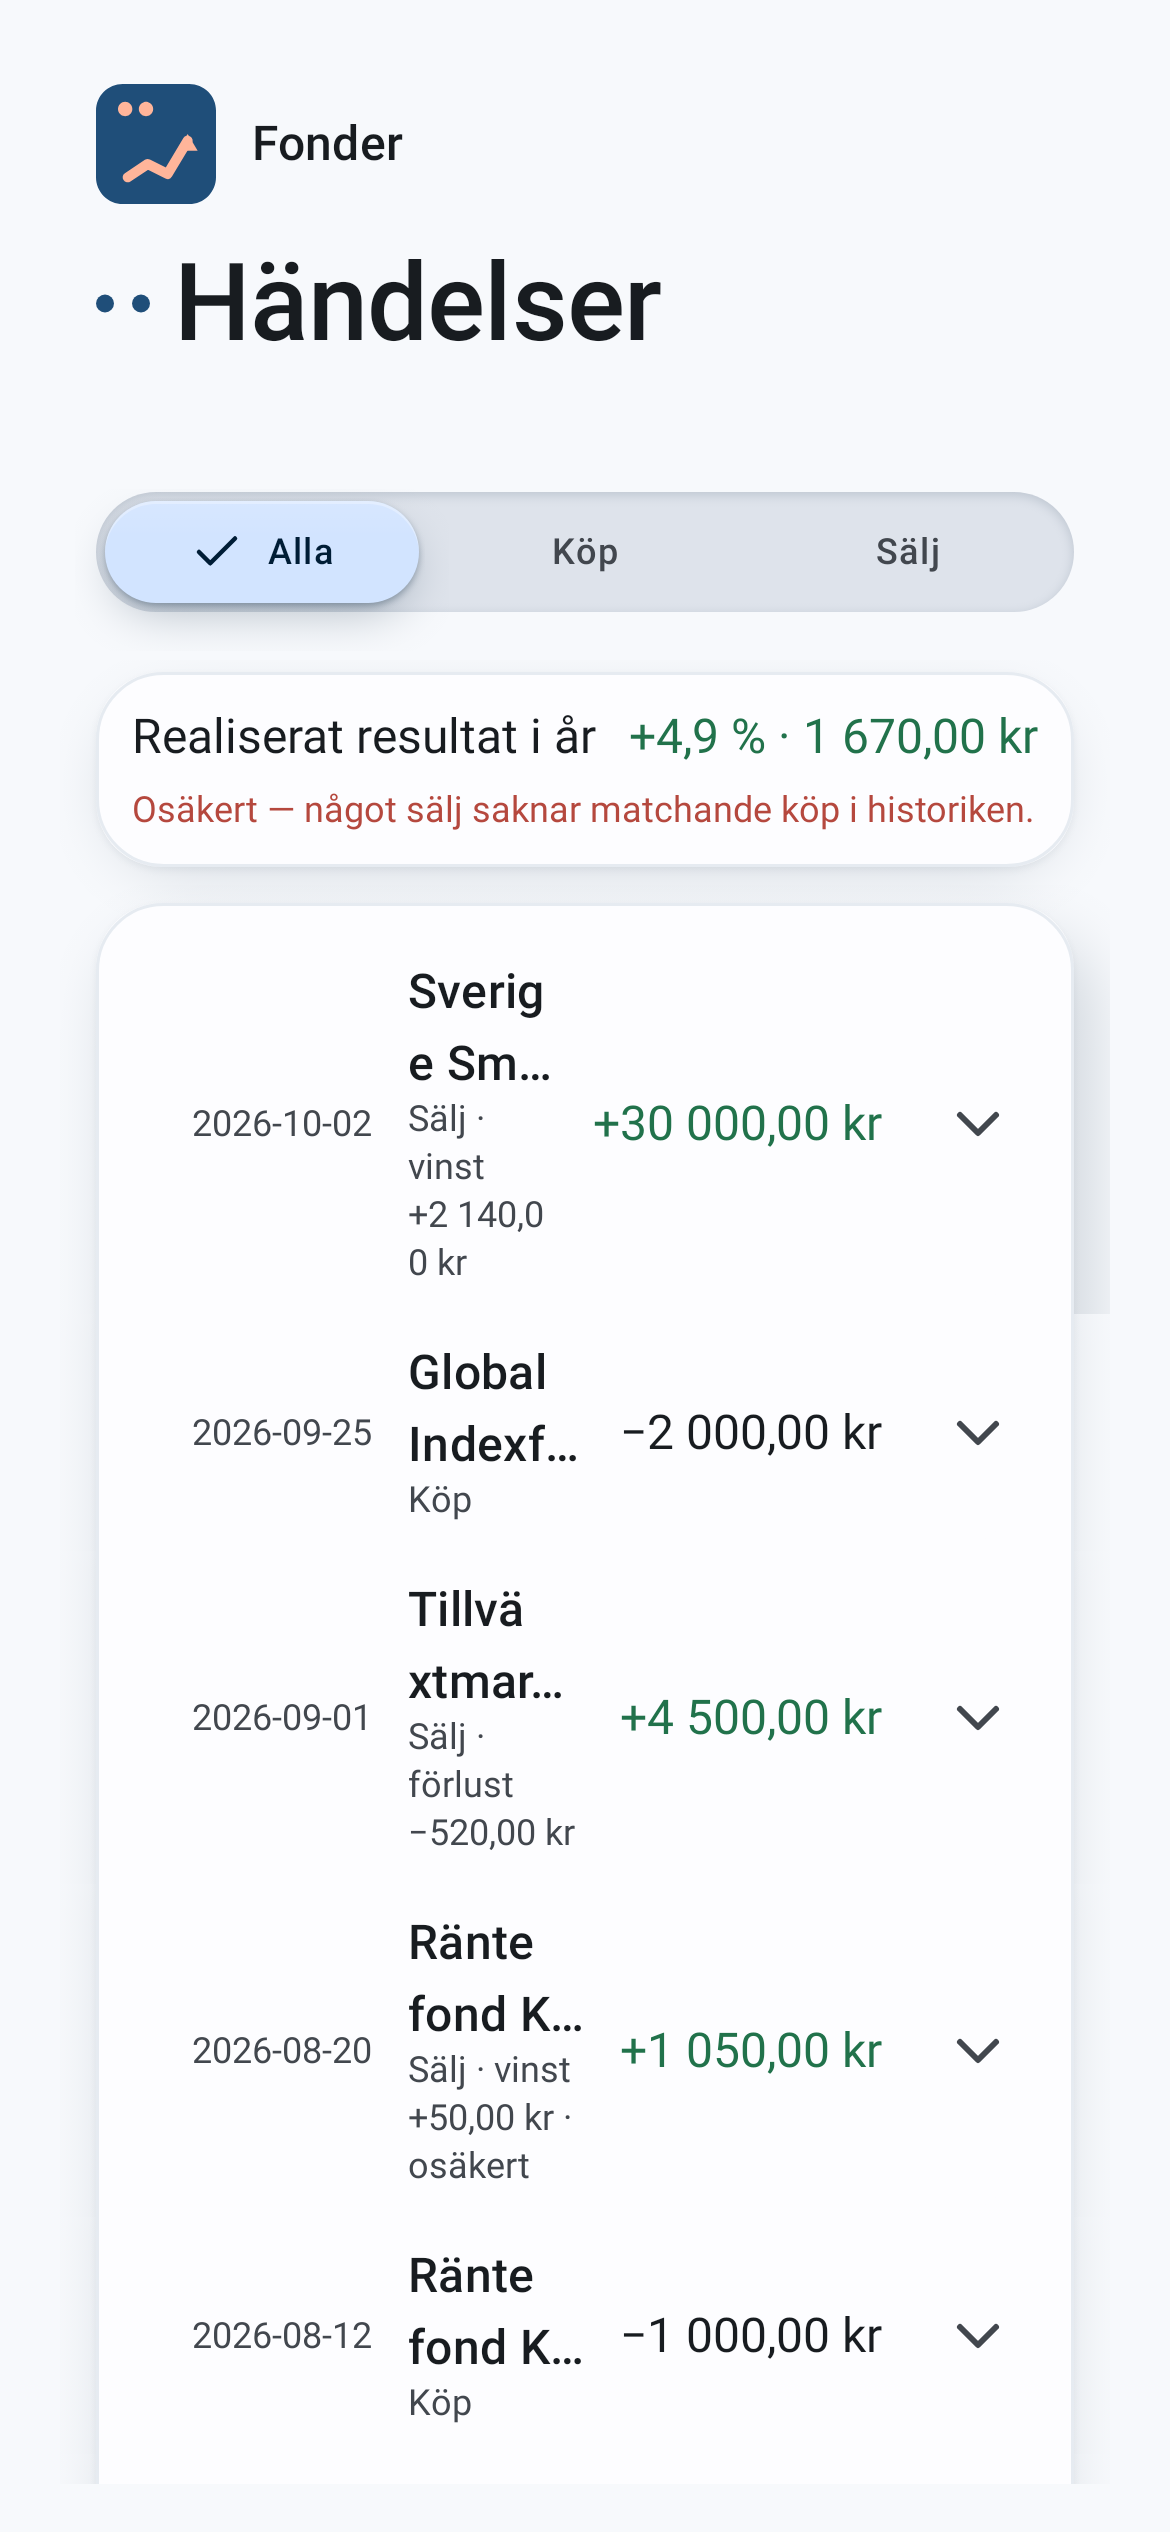 Fonder
Händelser
Alla
Köp
Sälj
Realiserat resultat i år +4,9 % · 1 670,00 kr
Osäkert — något sälj saknar matchande köp i historiken.
2026-10-02
Sverig
e Sm…
Sälj ·
vinst
+2 140,0
0 kr
+30 000,00 kr
2026-09-25
Global
Indexf…
Köp
−2 000,00 kr
2026-09-01
Tillvä
xtmar…
Sälj ·
förlust
−520,00 kr
+4 500,00 kr
2026-08-20
Ränte
fond K…
Sälj · vinst
+50,00 kr ·
osäkert
+1 050,00 kr
2026-08-12
Ränte
fond K…
Köp
−1 000,00 kr